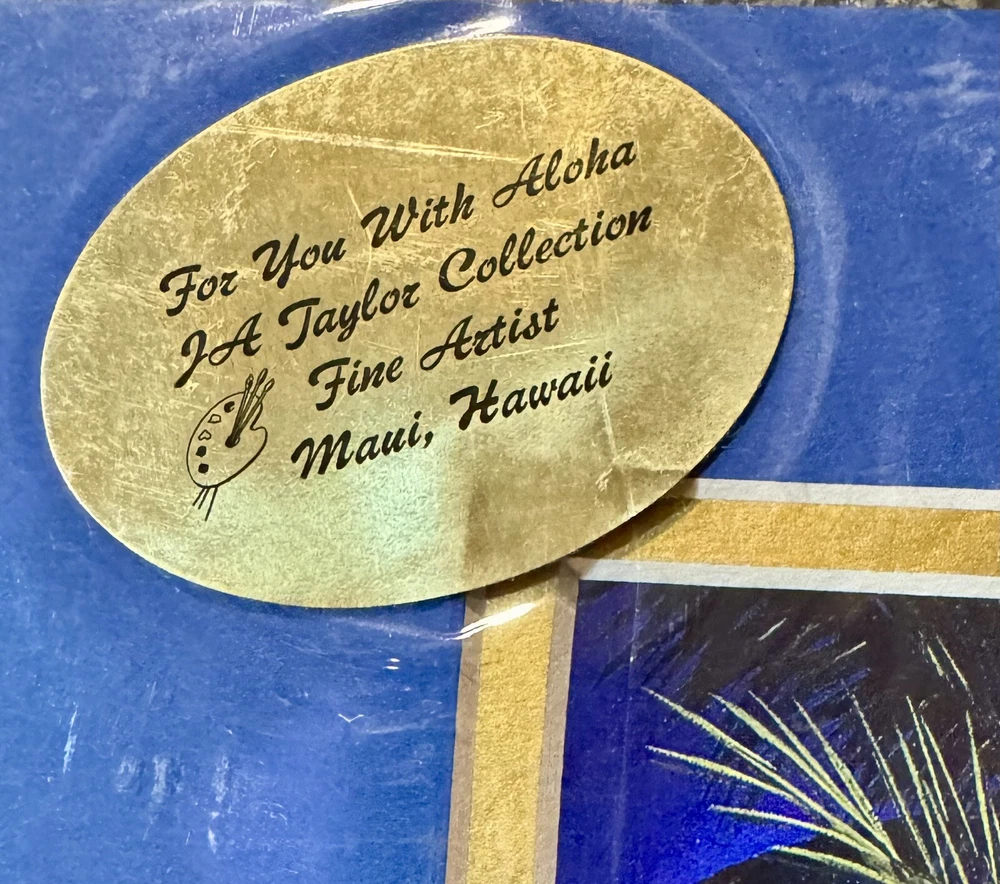 For You With Aloha
JA Taylor Collection
Fine Artist
Maui, Hawaii